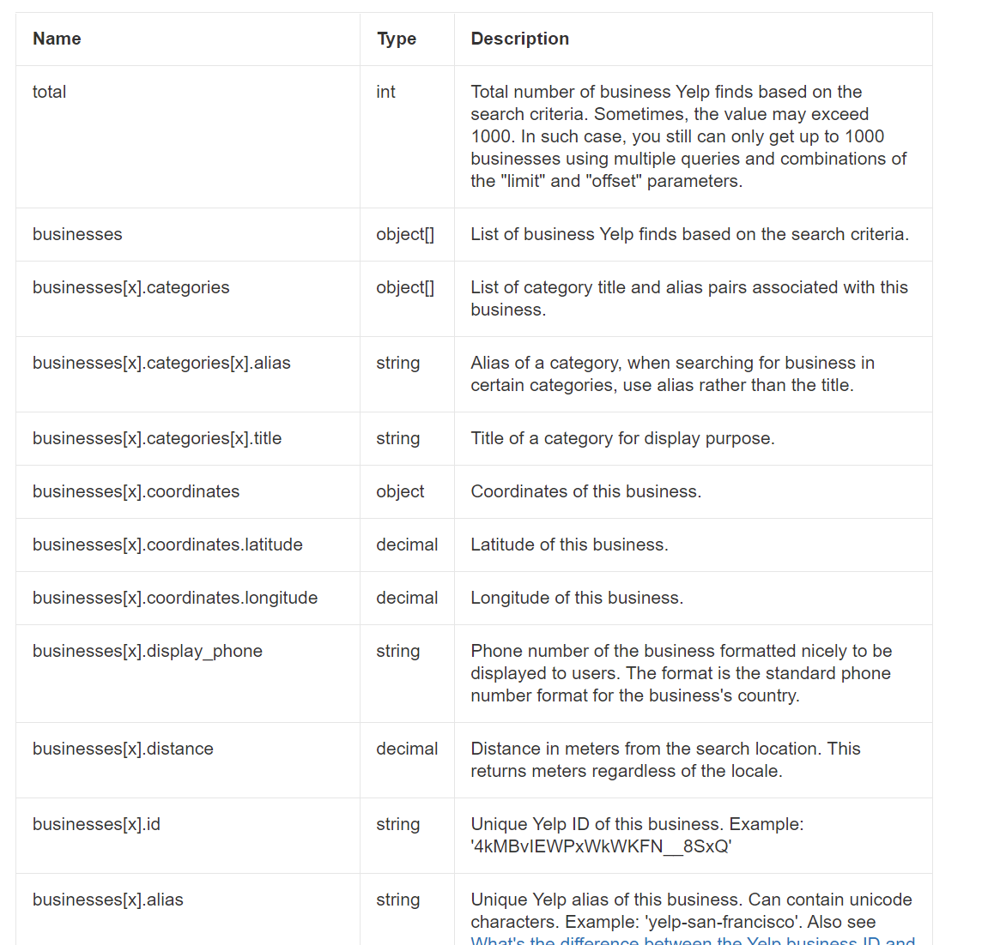 Name Type Description
total int Total number of business Yelp finds based on the
search criteria. Sometimes, the value may exceed
1000. In such case, you still can only get up to 1000
businesses using multiple queries and combinations of
the "limit" and "offset" parameters.
businesses object[] List of business Yelp finds based on the search criteria.
businesses[x].categories object[] List of category title and alias pairs associated with this
business.
businesses[x].categories[x].alias string Alias of a category, when searching for business in
certain categories, use alias rather than the title.
businesses[x].categories[x].title string Title of a category for display purpose.
businesses[x].coordinates object Coordinates of this business.
businesses[x].coordinates.latitude decimal Latitude of this business.
businesses[x].coordinates.longitude decimal Longitude of this business.
businesses[x].display_phone string Phone number of the business formatted nicely to be
displayed to users. The format is the standard phone
number format for the business's country.
businesses[x].distance decimal Distance in meters from the search location. This
returns meters regardless of the locale.
businesses[x].id string Unique Yelp ID of this business. Example:
'4kMBvIEWPxWkWKFN__8SxQ'
businesses[x].alias string Unique Yelp alias of this business. Can contain unicode
characters. Example: 'yelp-san-francisco'. Also see
What's the difference between the Yelp business ID and